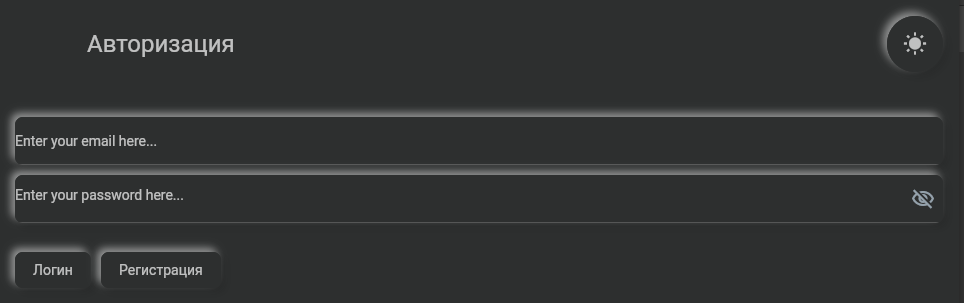 Авторизация
Enter your email here...
Enter your password here...
Логин
Регистрация